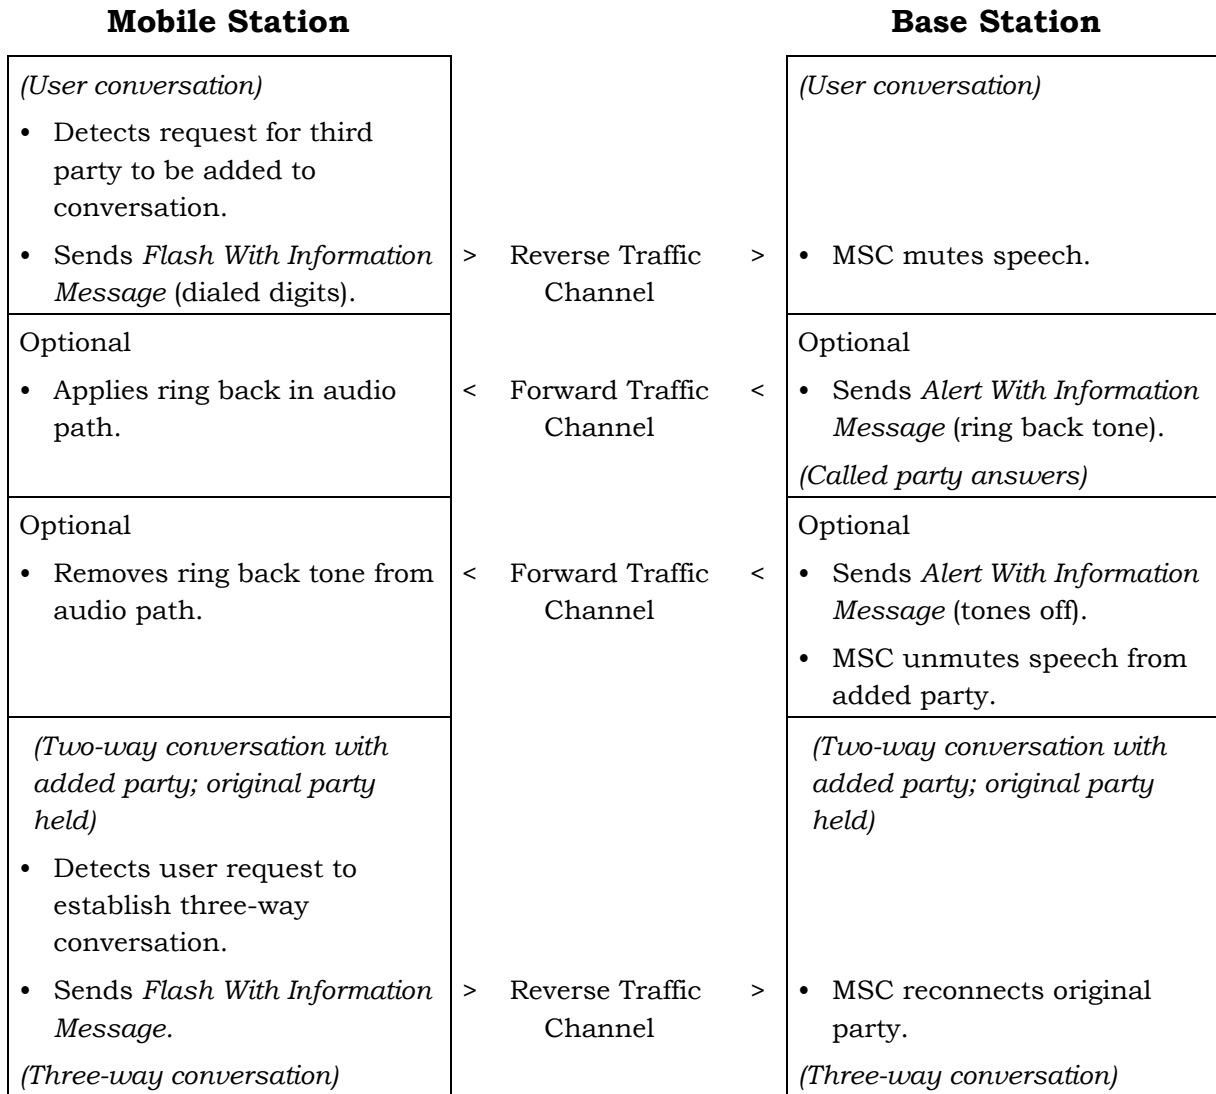 Mobile Station Base Station
(User conversation) (User conversation)
• Detects request for third
party to be added to
conversation.
• Sends Flash With Information > Reverse Traffic > • MSC mutes speech.
Message (dialed digits). Channel
Optional Optional
• Applies ring back in audio < Forward Traffic < • Sends Alert With Information
path. Channel Message (ring back tone).
(Called party answers)
Optional Optional
• Removes ring back tone from < Forward Traffic < • Sends Alert With Information
audio path. Channel Message (tones off).
• MSC unmutes speech from
added party.
(Two-way conversation with (Two-way conversation with
added party; original party added party; original party
held) held)
• Detects user request to
establish three-way
conversation.
• Sends Flash With Information > Reverse Traffic > • MSC reconnects original
Message. Channel party.
(Three-way conversation) (Three-way conversation)